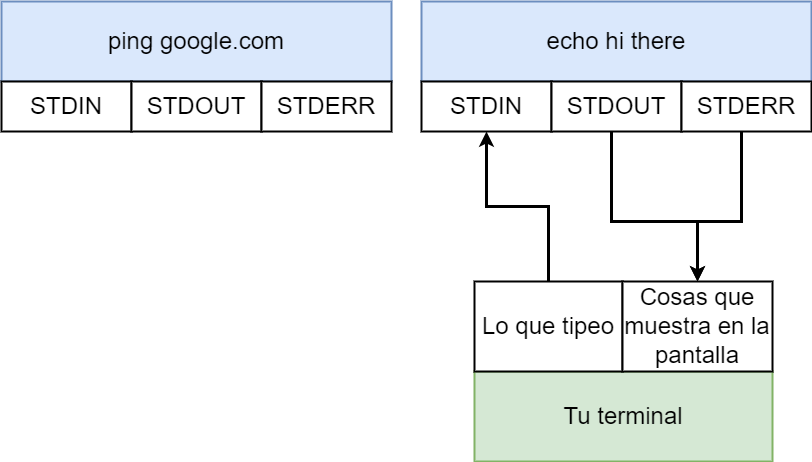 ping google.com
echo hi there
STDIN
STDOUT
STDERR
STDIN
STDOUT
STDERR
Lo que tipeo
Cosas que
muestra en la
pantalla
Tu terminal